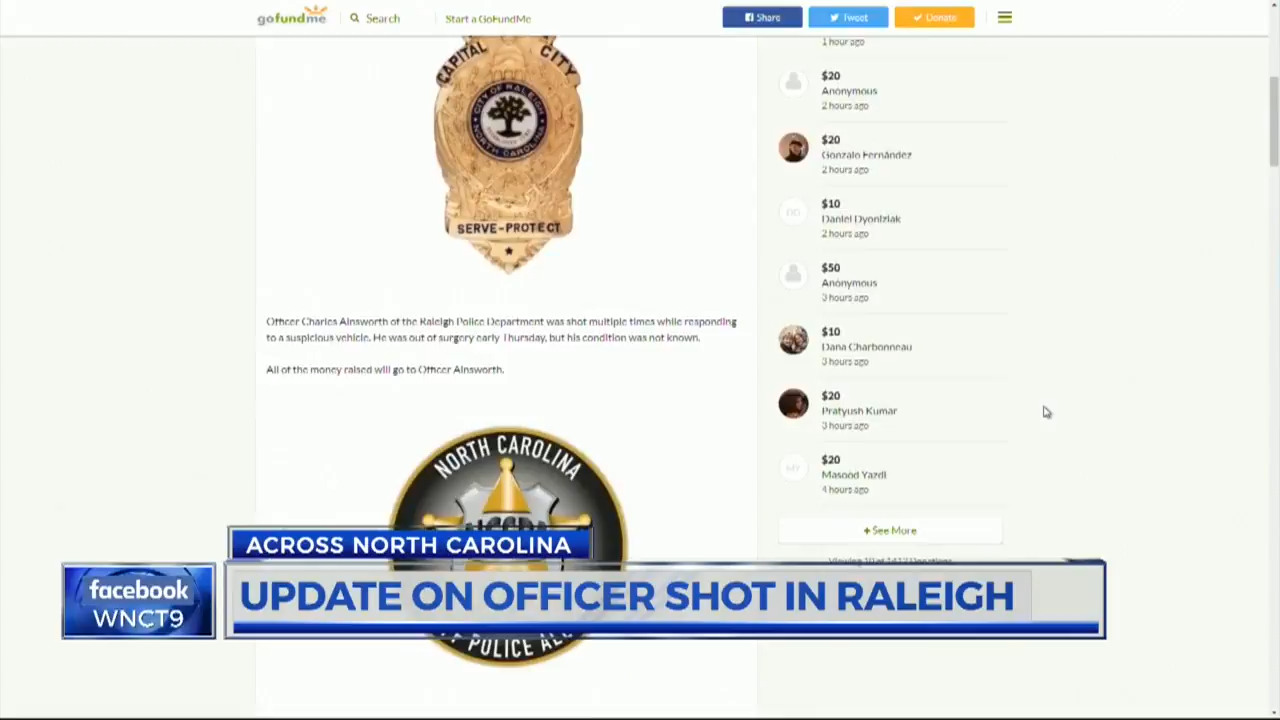 gofundme
Search
Start a GoFundMe
Share
Tweet
Donate
CAPITAL CITY
CITY OF RALEIGH
NORTH CAROLINA
SERVE-PROTECT
Officer Charles Ainsworth of the Raleigh Police Department was shot multiple times while responding
to a suspicious vehicle. He was out of surgery early Thursday, but his condition was not known.
All of the money raised will go to Officer Ainsworth.
NORTH CAROLINA
POLICE
1 hour ago
$20
Anonymous
2 hours ago
$20
Gonzalo Fernández
2 hours ago
DD
$10
Daniel Dyoniziak
2 hours ago
$50
Anonymous
3 hours ago
$10
Dana Charbonneau
3 hours ago
$20
Pratyush Kumar
3 hours ago
MY
$20
Masood Yazdi
4 hours ago
+ See More
ACROSS NORTH CAROLINA
facebook
WNCT9
UPDATE ON OFFICER SHOT IN RALEIGH